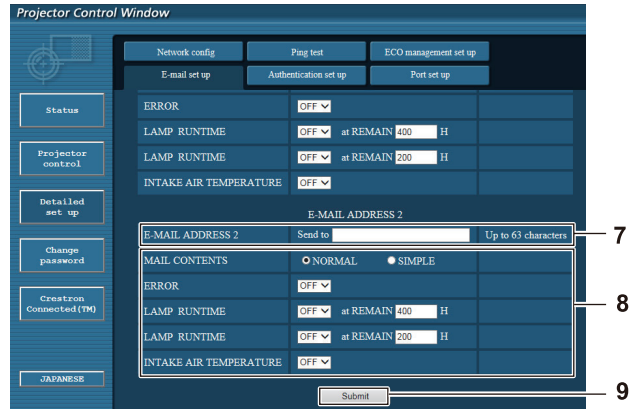 Projector Control Window
Network config Ping test ECO management set up
E-mail set up Authentication set up Port set up
Status
Projector control
Detailed set up
Change password
Crestron Connected(TM)
JAPANESE
ERROR OFF
LAMP RUNTIME OFF at REMAIN 400 H
LAMP RUNTIME OFF at REMAIN 200 H
INTAKE AIR TEMPERATURE OFF
E-MAIL ADDRESS 2
E-MAIL ADDRESS 2 Send to Up to 63 characters 7
MAIL CONTENTS NORMAL SIMPLE
ERROR OFF
LAMP RUNTIME OFF at REMAIN 400 H 8
LAMP RUNTIME OFF at REMAIN 200 H
INTAKE AIR TEMPERATURE OFF
Submit 9